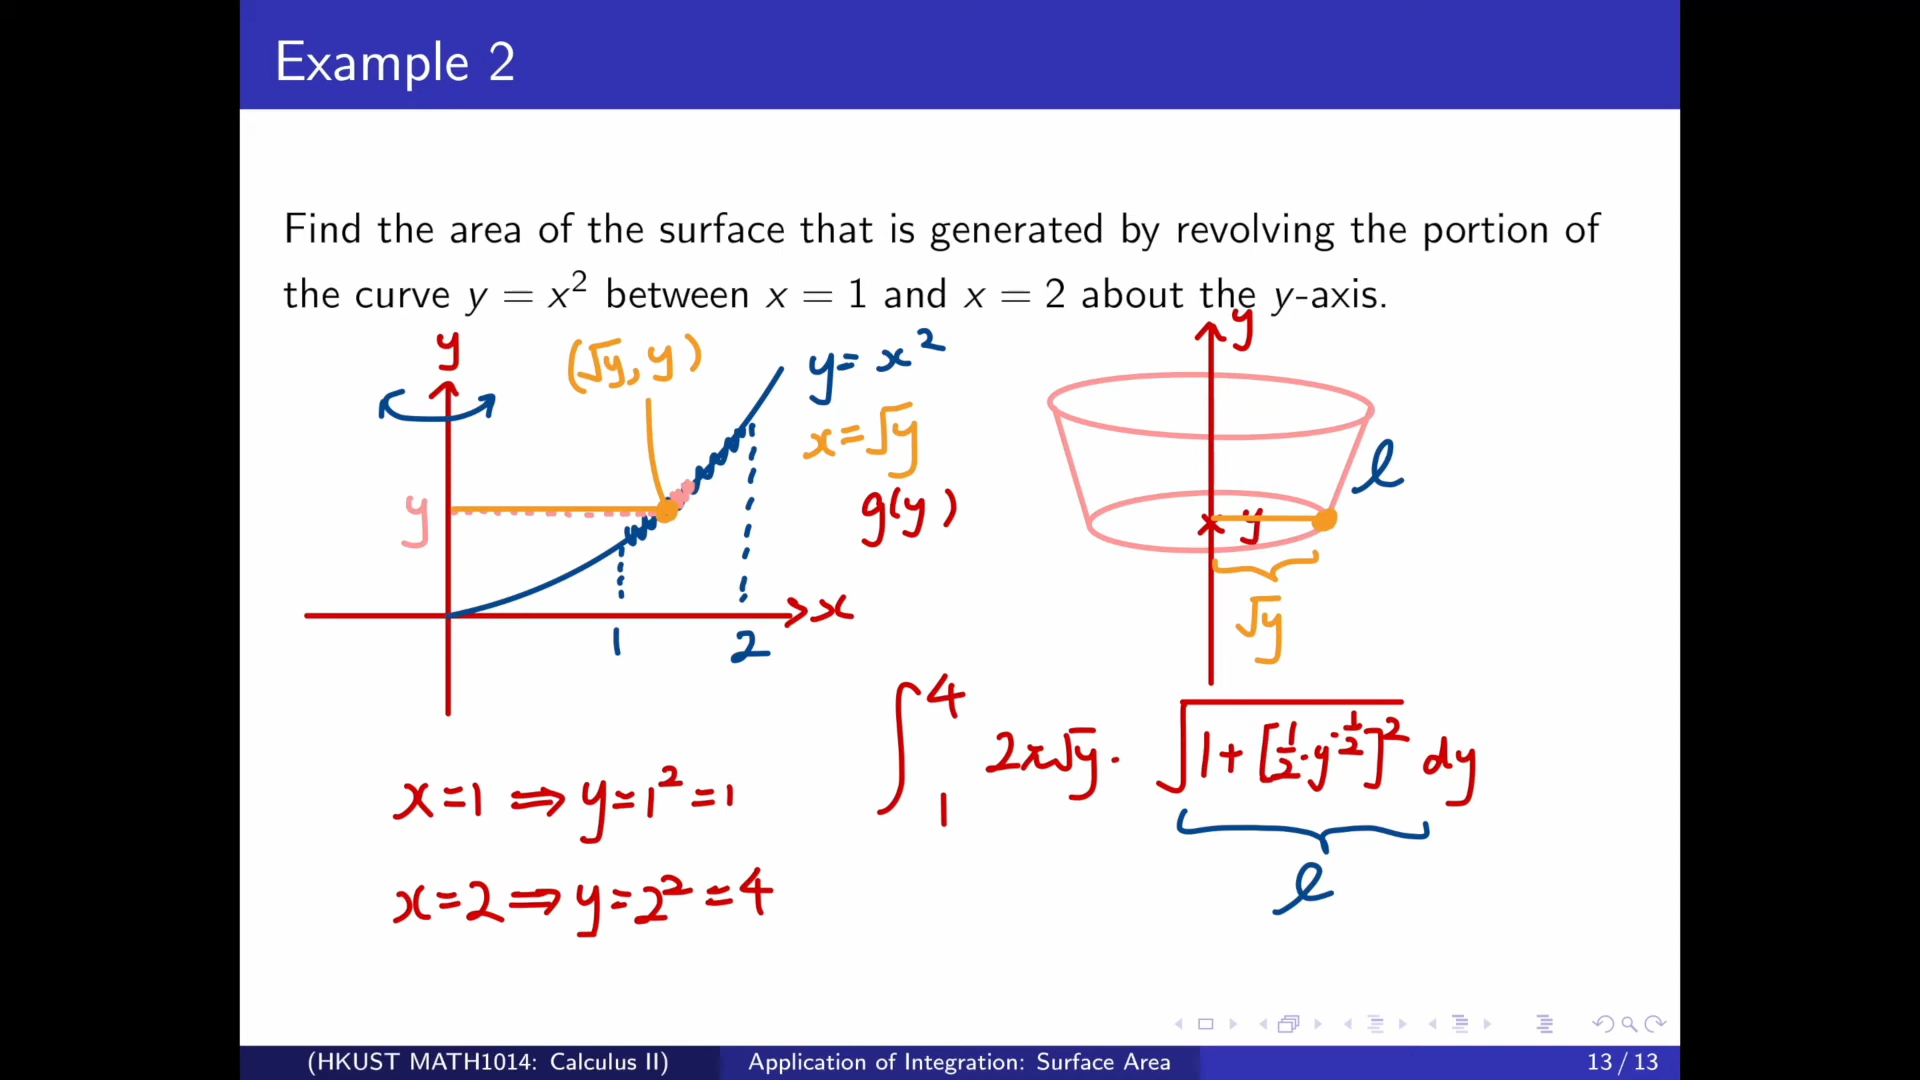 Example 2
Find the area of the surface that is generated by revolving the portion of
the curve y = x² between x = 1 and x = 2 about the y-axis.
y
(√y, y)
y = x²
x = √y
g(y)
y
x
1
2
y
l
y
√y
∫₁⁴ 2π√y · √(1 + [1/2 · y^(-1/2)]²) dy
l
x = 1 ⇒ y = 1² = 1
x = 2 ⇒ y = 2² = 4
(HKUST MATH1014: Calculus II)
Application of Integration: Surface Area
13 / 13